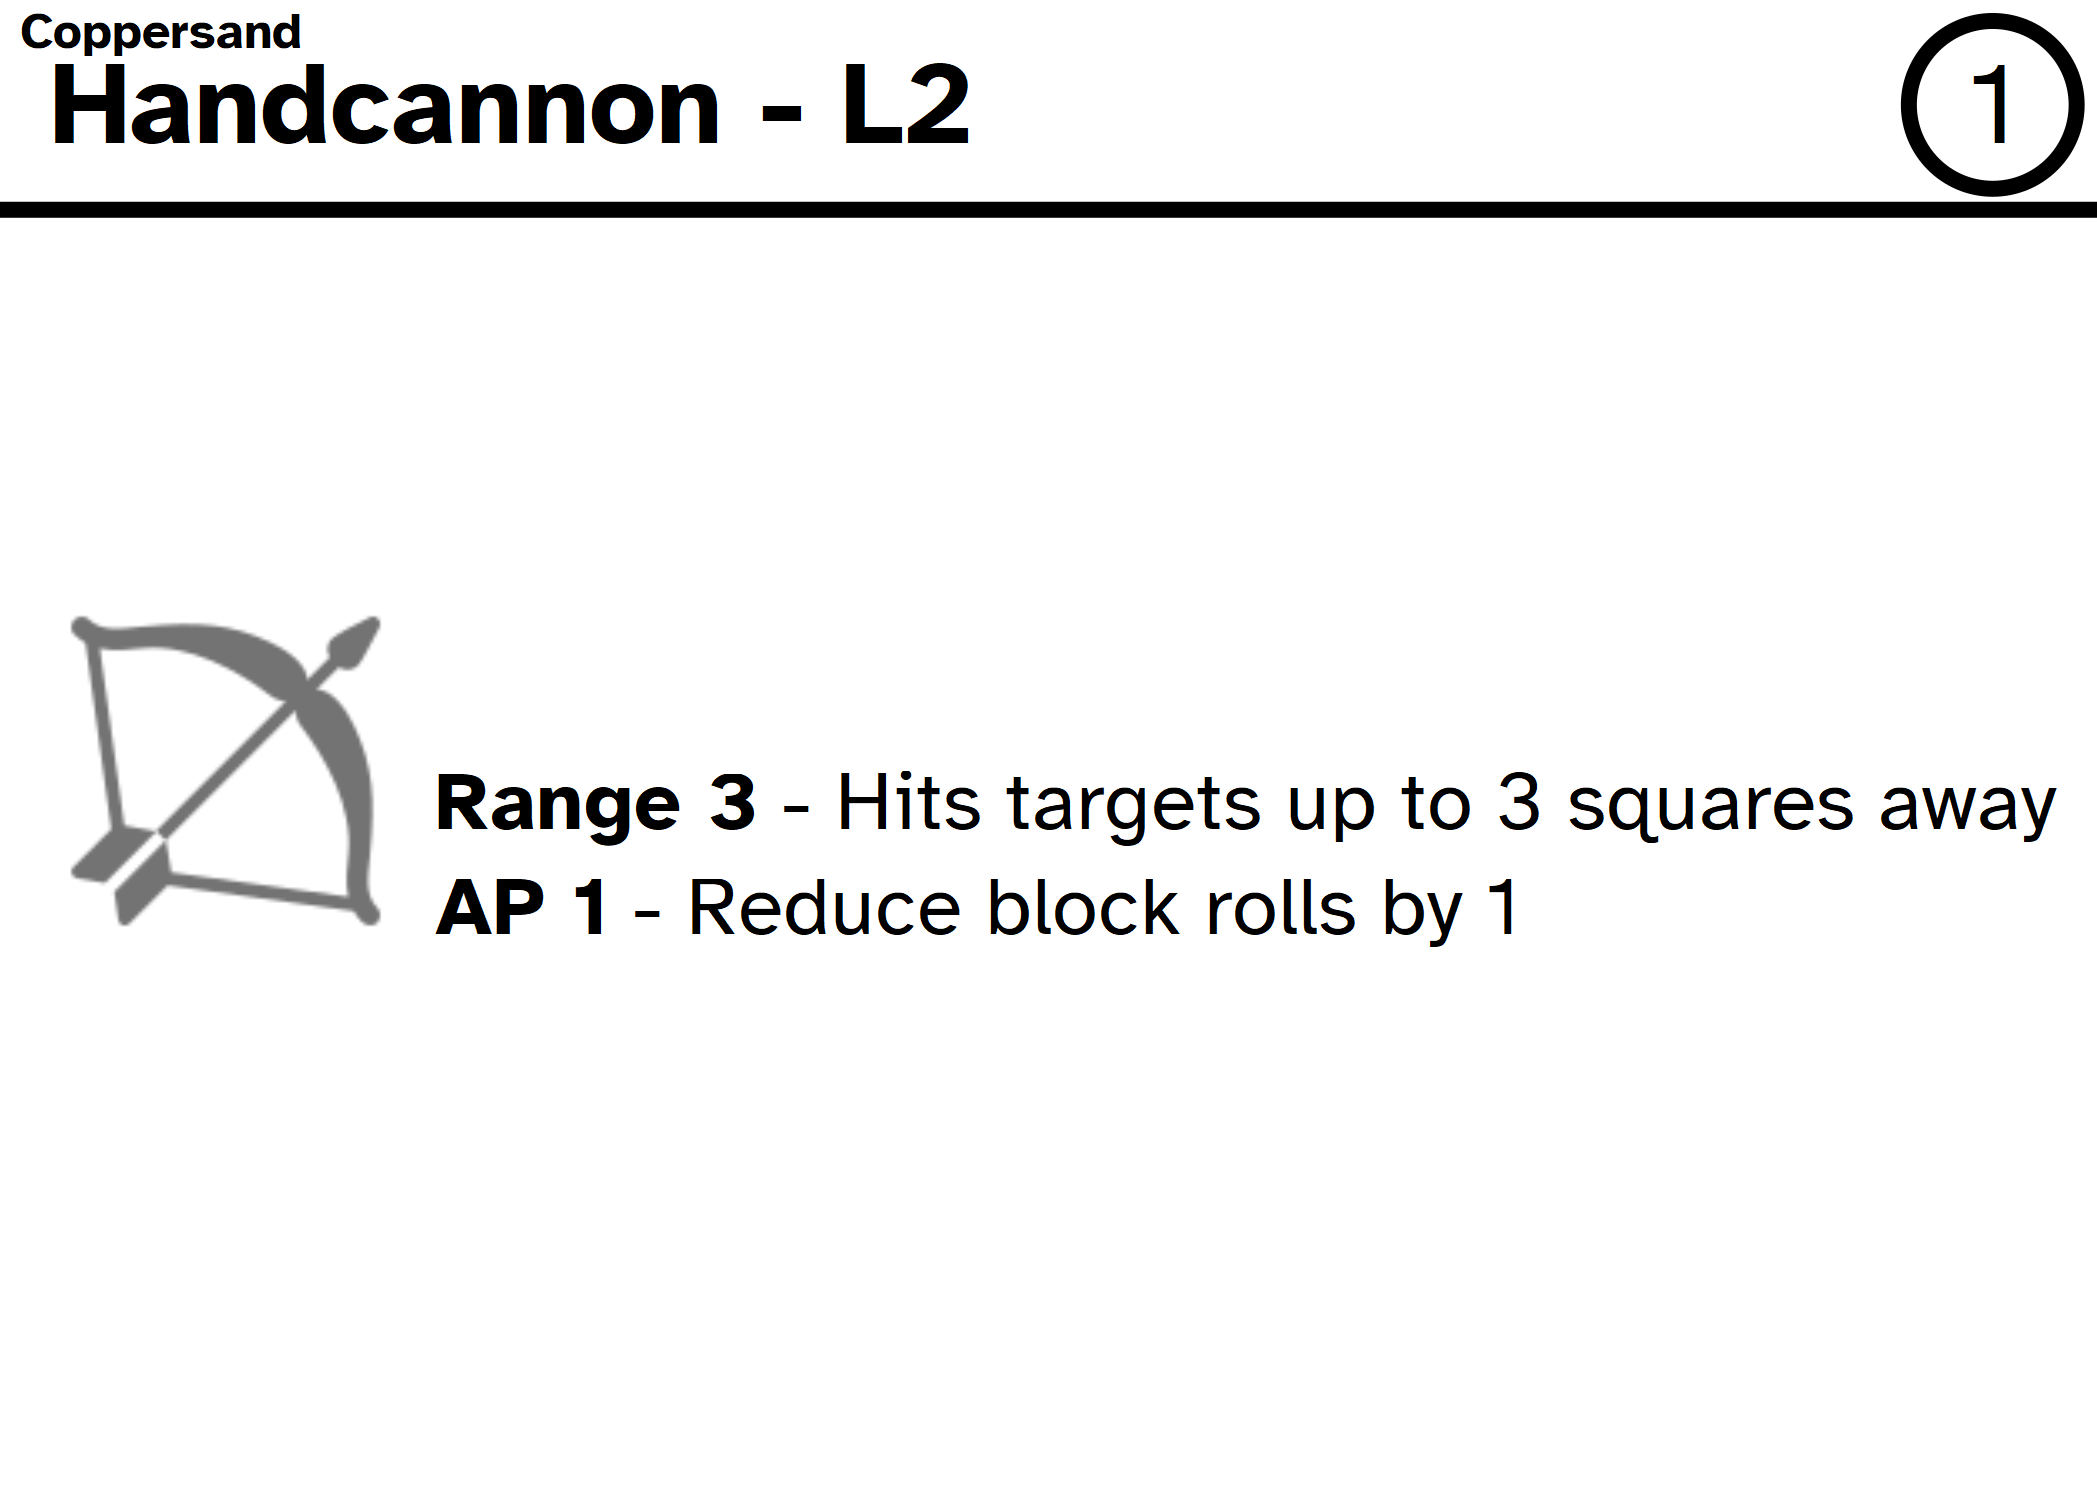 Coppersand
Handcannon - L2
1
Range 3 - Hits targets up to 3 squares away
AP 1 - Reduce block rolls by 1